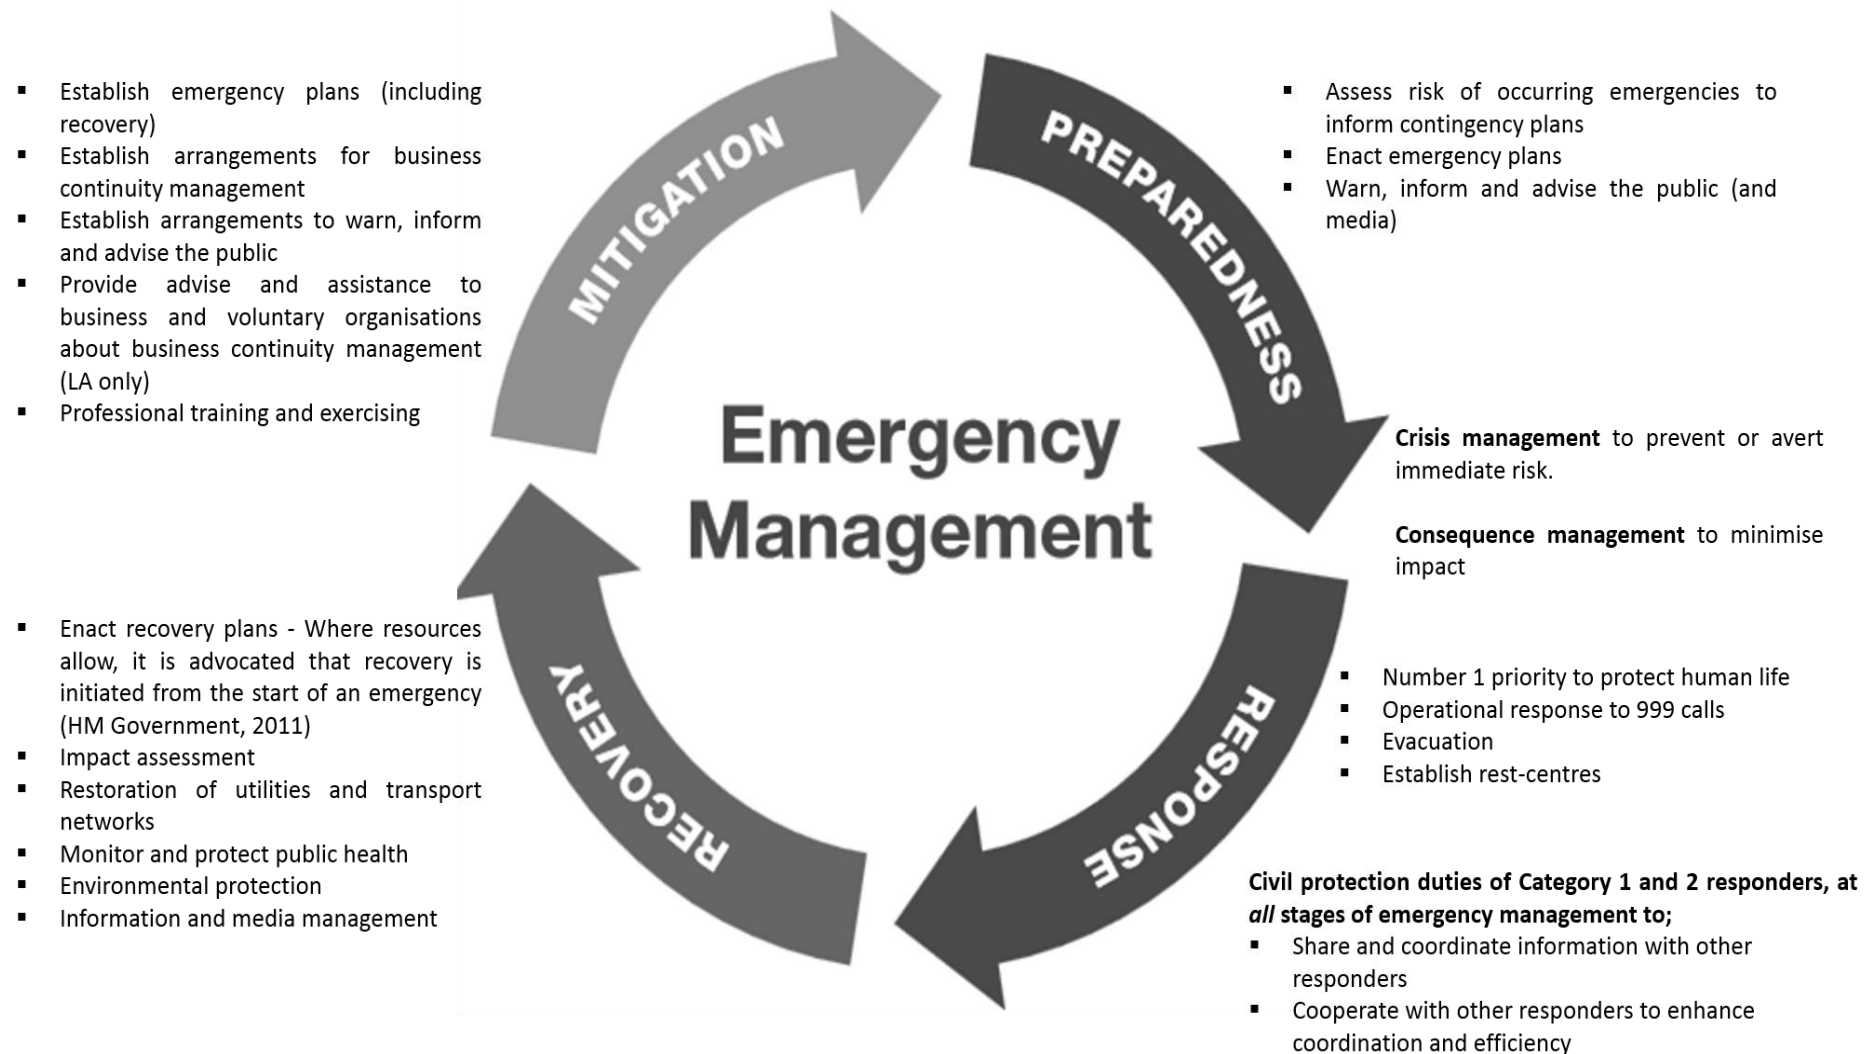 Establish emergency plans (including
recovery)
Establish arrangements for business
continuity management
Establish arrangements to warn, inform
and advise the public
Provide advise and assistance to
business and voluntary organisations
about business continuity management
(LA only)
Professional training and exercising
MITIGATION
PREPAREDNESS
Assess risk of occurring emergencies to
inform contingency plans
Enact emergency plans
Warn, inform and advise the public (and
media)
Emergency
Management
Crisis management to prevent or avert
immediate risk.
Consequence management to minimise
impact
Enact recovery plans - Where resources
allow, it is advocated that recovery is
initiated from the start of an emergency
(HM Government, 2011)
Impact assessment
Restoration of utilities and transport
networks
Monitor and protect public health
Environmental protection
Information and media management
RECOVERY
RESPONSE
Number 1 priority to protect human life
Operational response to 999 calls
Evacuation
Establish rest-centres
Civil protection duties of Category 1 and 2 responders, at
all stages of emergency management to;
Share and coordinate information with other
responders
Cooperate with other responders to enhance
coordination and efficiency